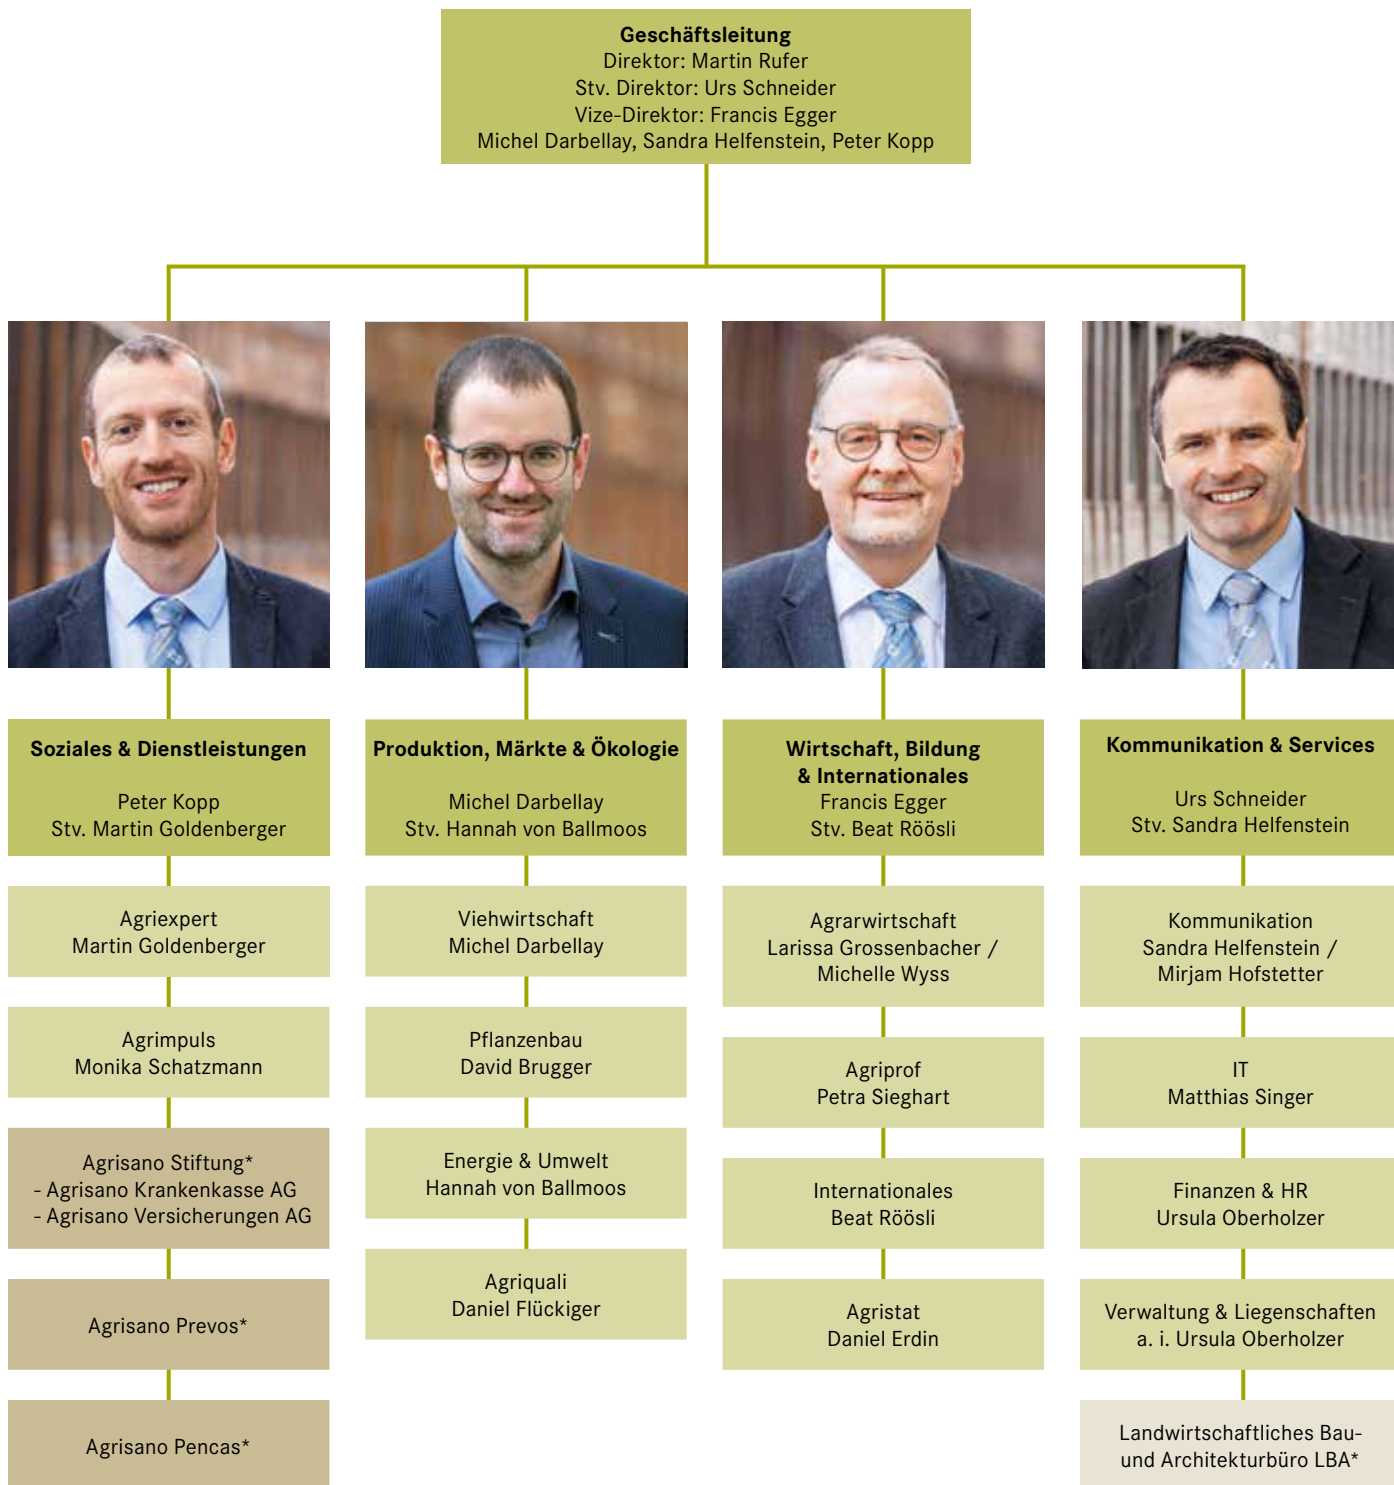 Geschäftsleitung
Direktor: Martin Rufer
Stv. Direktor: Urs Schneider
Vize-Direktor: Francis Egger
Michel Darbellay, Sandra Helfenstein, Peter Kopp
Soziales & Dienstleistungen
Peter Kopp
Stv. Martin Goldenberger
Agriexpert
Martin Goldenberger
Agrimpuls
Monika Schatzmann
Agrisano Stiftung*
- Agrisano Krankenkasse AG
- Agrisano Versicherungen AG
Agrisano Prevos*
Agrisano Pencas*
Produktion, Märkte & Ökologie
Michel Darbellay
Stv. Hannah von Ballmoos
Viehwirtschaft
Michel Darbellay
Pflanzenbau
David Brugger
Energie & Umwelt
Hannah von Ballmoos
Agriquali
Daniel Flückiger
Wirtschaft, Bildung
& Internationales
Francis Egger
Stv. Beat Röösli
Agrarwirtschaft
Larissa Grossenbacher /
Michelle Wyss
Agriprof
Petra Sieghart
Internationales
Beat Röösli
Agristat
Daniel Erdin
Kommunikation & Services
Urs Schneider
Stv. Sandra Helfenstein
Kommunikation
Sandra Helfenstein /
Mirjam Hofstetter
IT
Matthias Singer
Finanzen & HR
Ursula Oberholzer
Verwaltung & Liegenschaften
a. i. Ursula Oberholzer
Landwirtschaftliches Bau-
und Architekturbüro LBA*